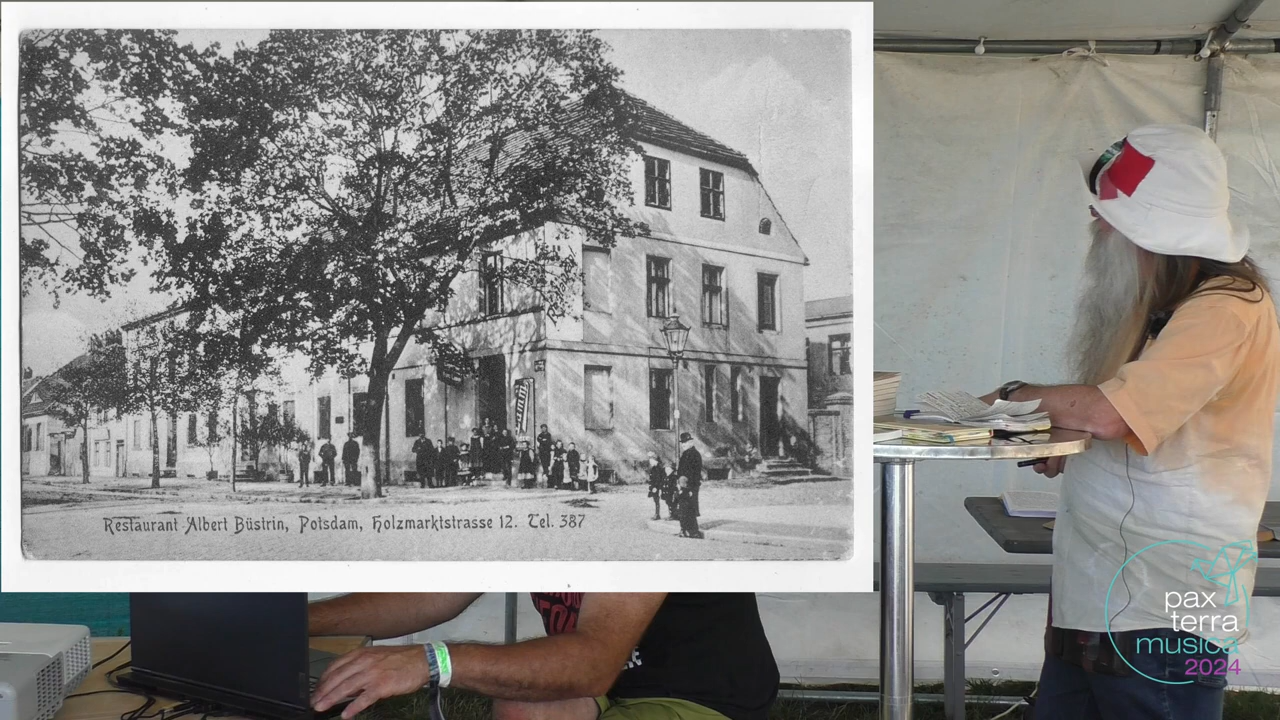 Restaurant Albert Büstrin, Potsdam, Holzmarktstrasse 12. Tel. 387
pax
terra
musica
2024